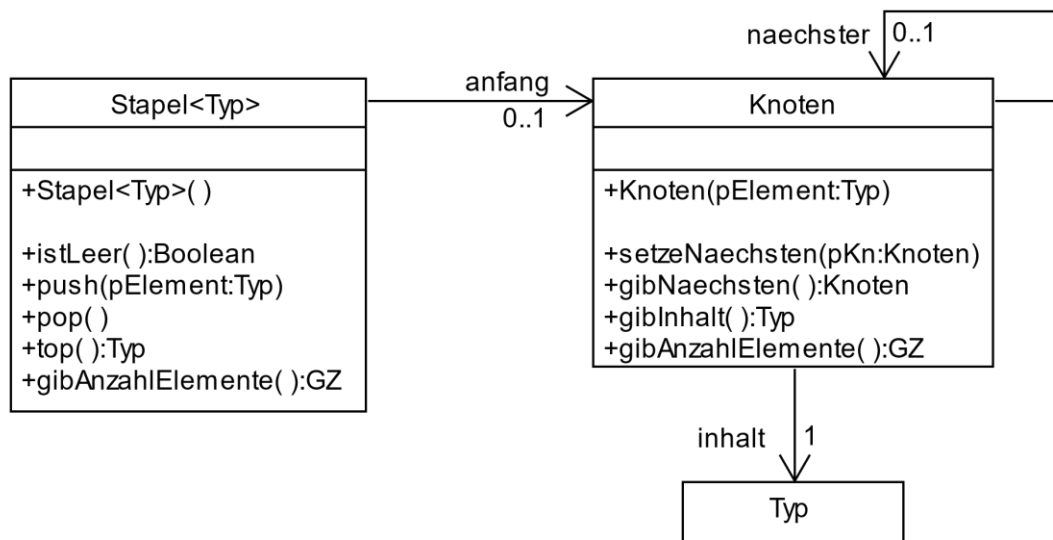 naechster
0..1
Stapel<Typ>
anfang
0..1
Knoten
+Stapel<Typ>( )
+istLeer( ):Boolean
+push(pElement:Typ)
+pop( )
+top( ):Typ
+gibAnzahlElemente( ):GZ
+Knoten(pElement:Typ)
+setzeNaechsten(pKn:Knoten)
+gibNaechsten( ):Knoten
+gibInhalt( ):Typ
+gibAnzahlElemente( ):GZ
inhalt
1
Typ